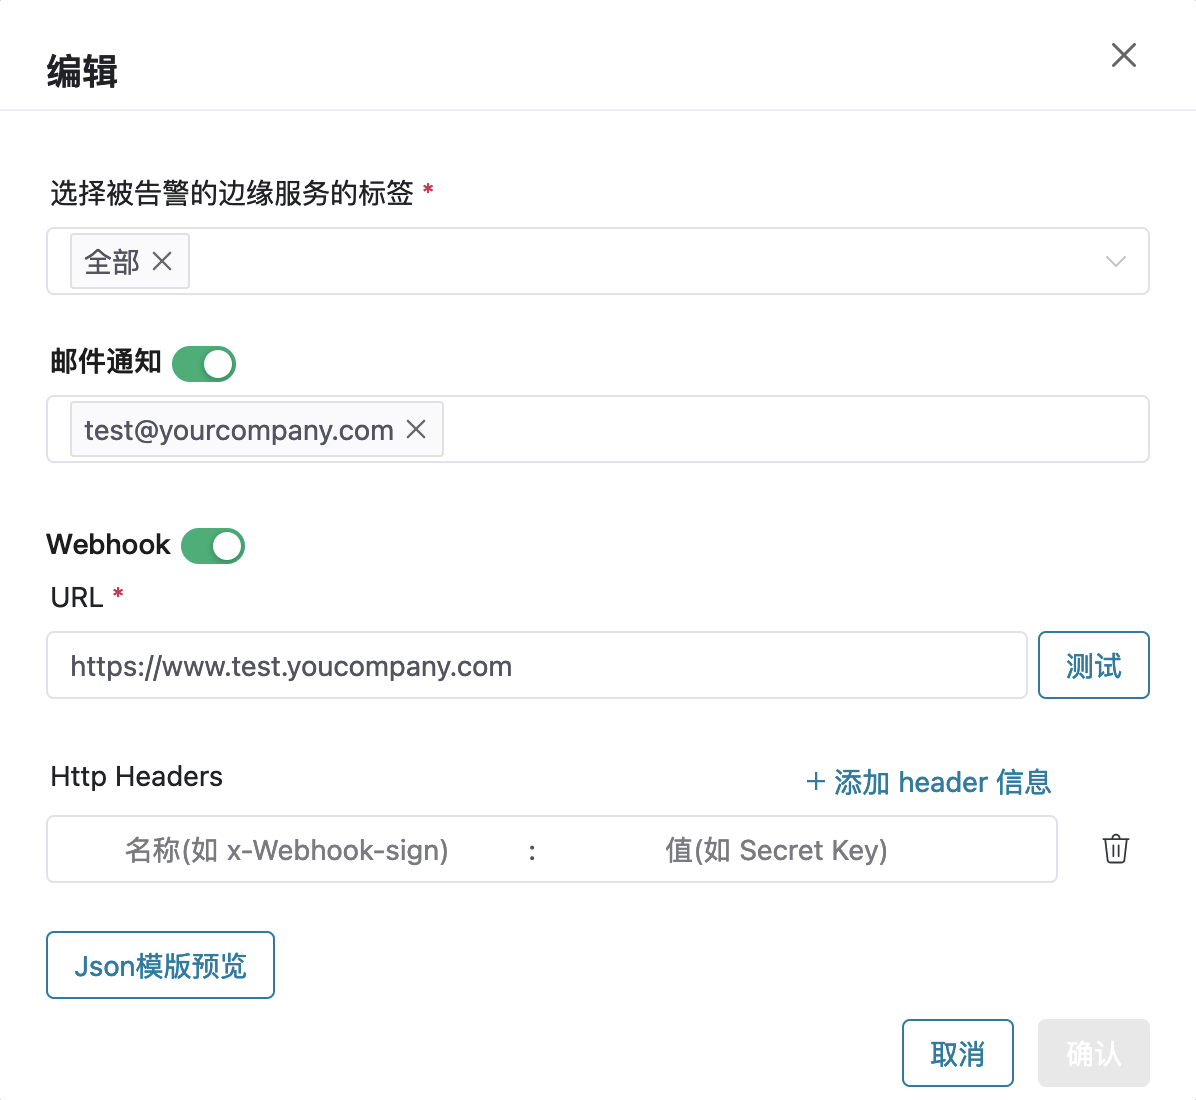 编辑
选择被告警的边缘服务的标签 *
全部
邮件通知
test@yourcompany.com
Webhook
URL *
https://www.test.youcompany.com
测试
Http Headers
+ 添加 header 信息
名称(如 x-Webhook-sign) : 值(如 Secret Key)
Json模版预览
取消
确认